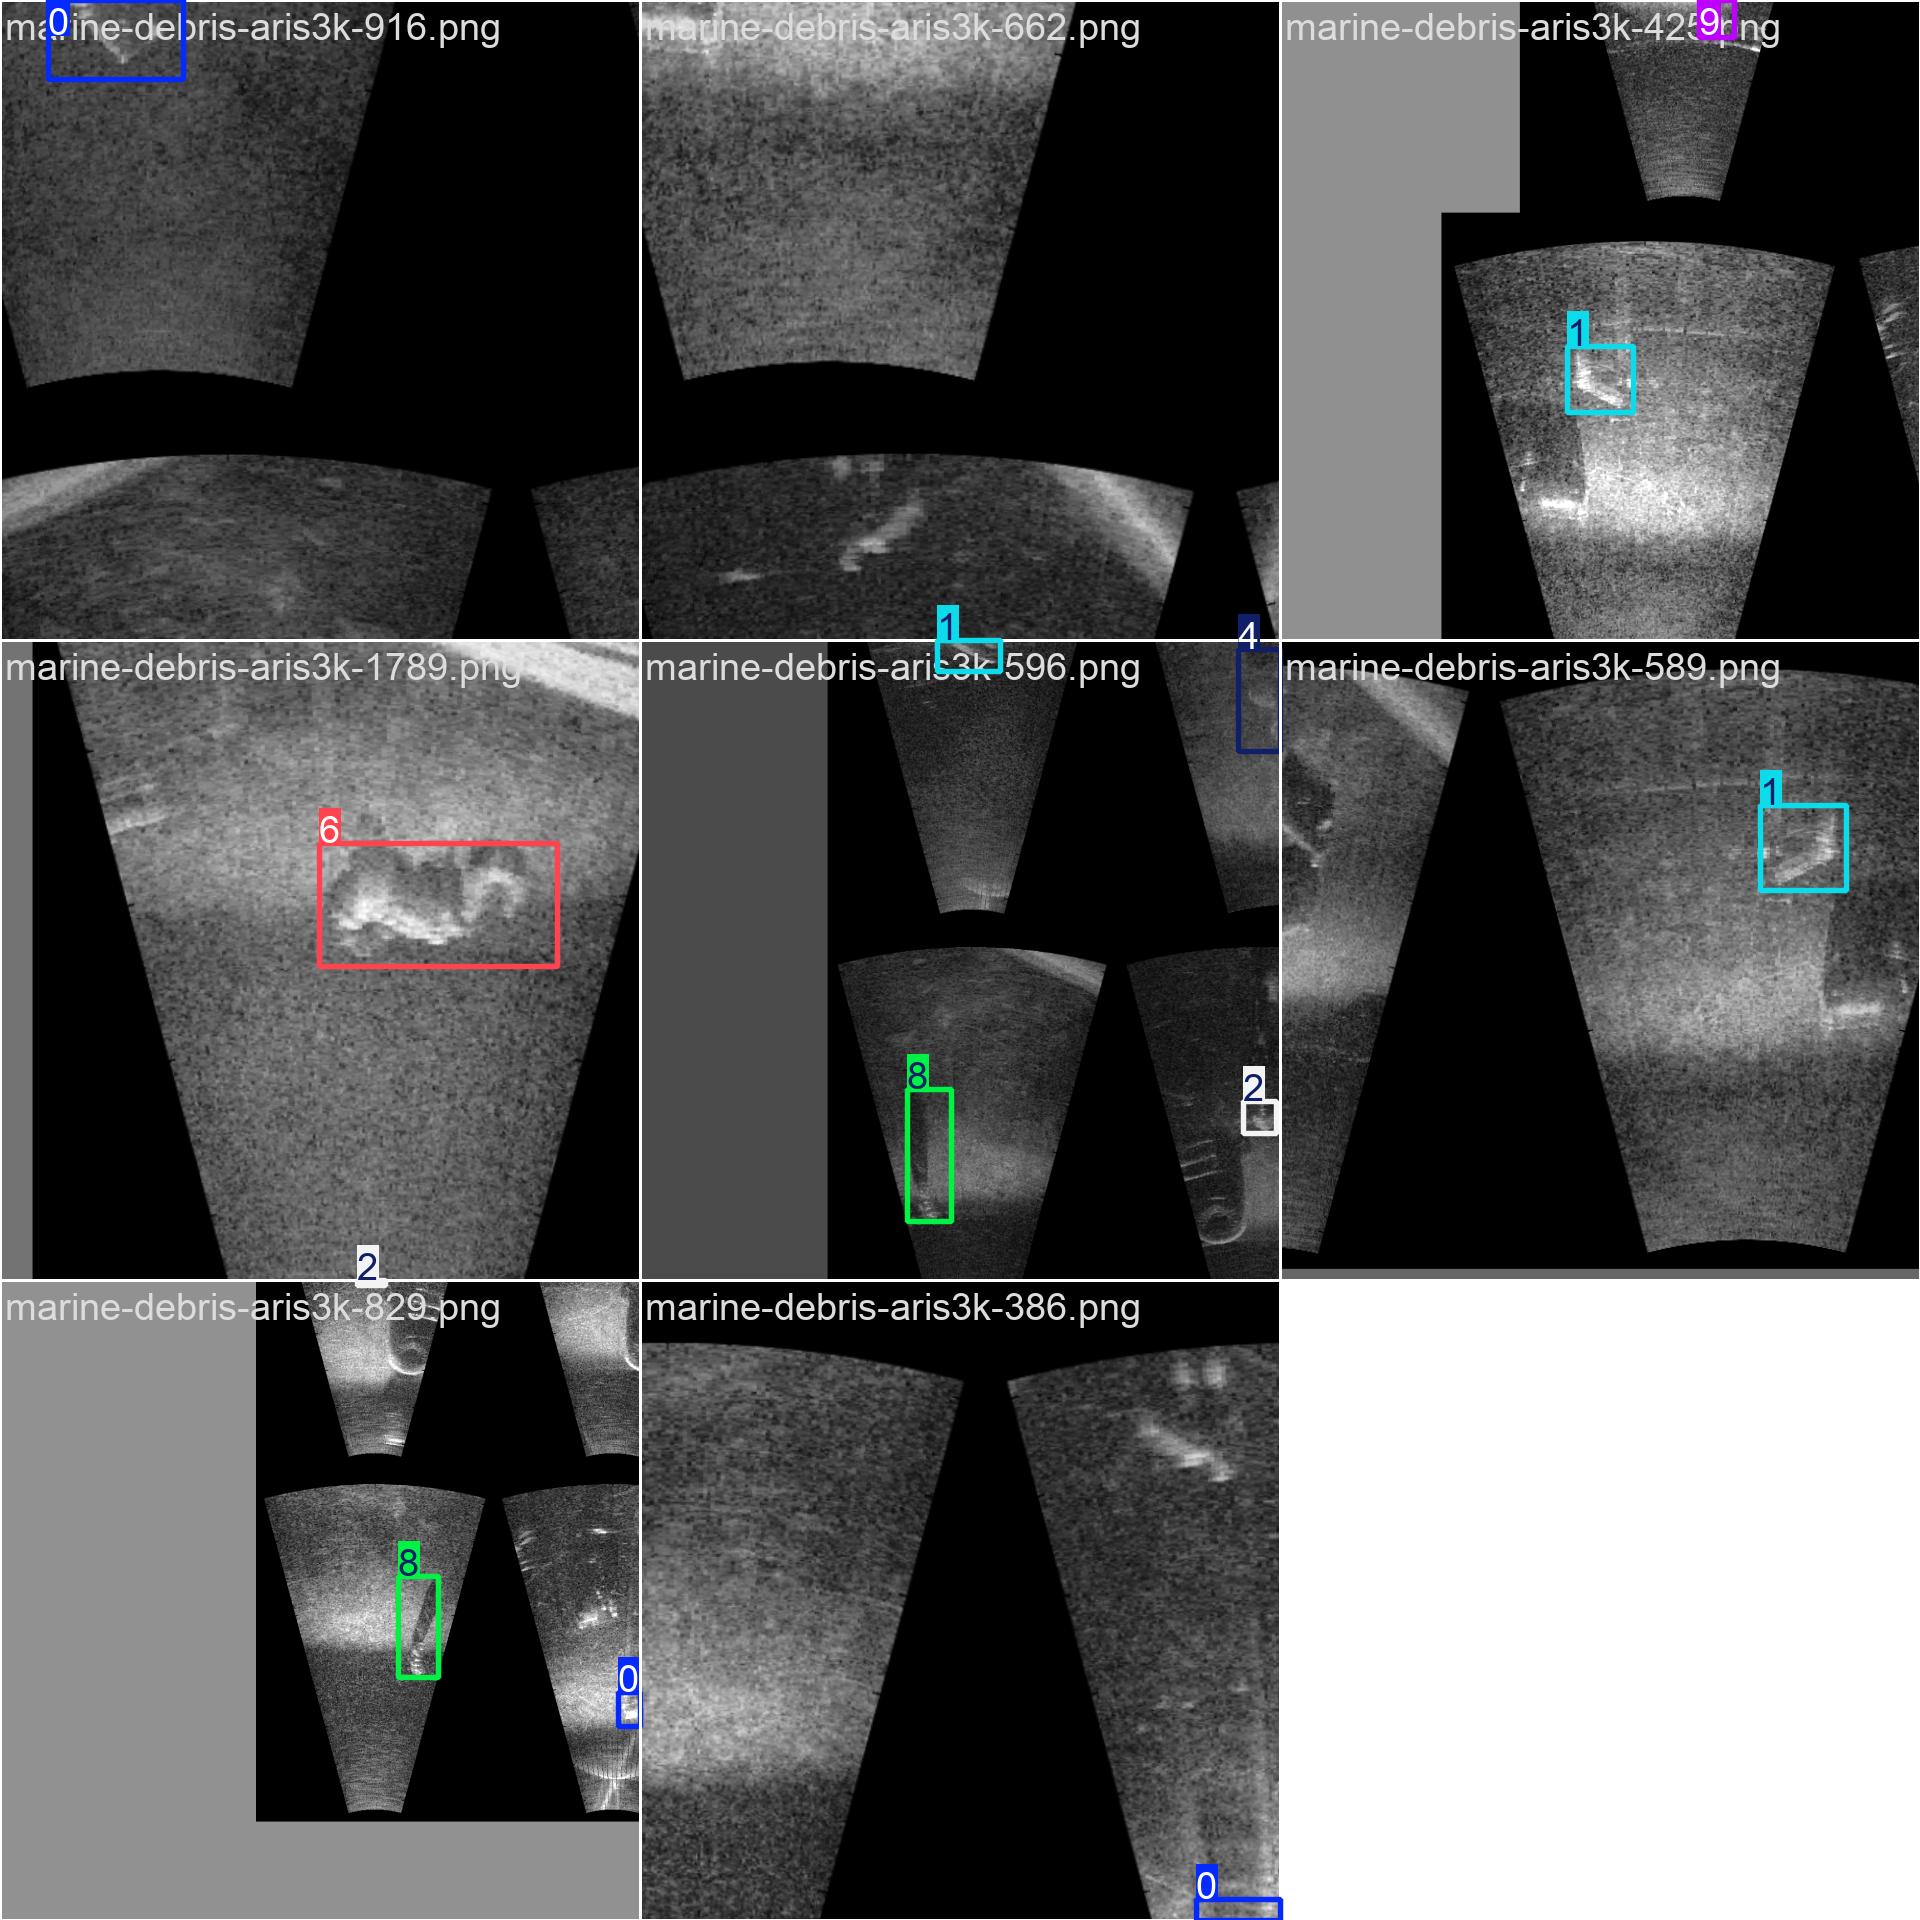 0
marine-debris-aris3k-916.png
marine-debris-aris3k-662.png
9
marine-debris-aris3k-425.png
1
1
4
marine-debris-aris3k-1789.png
marine-debris-aris3k-596.png
marine-debris-aris3k-589.png
1
6
8
2
2
marine-debris-aris3k-829.png
marine-debris-aris3k-386.png
8
0
0